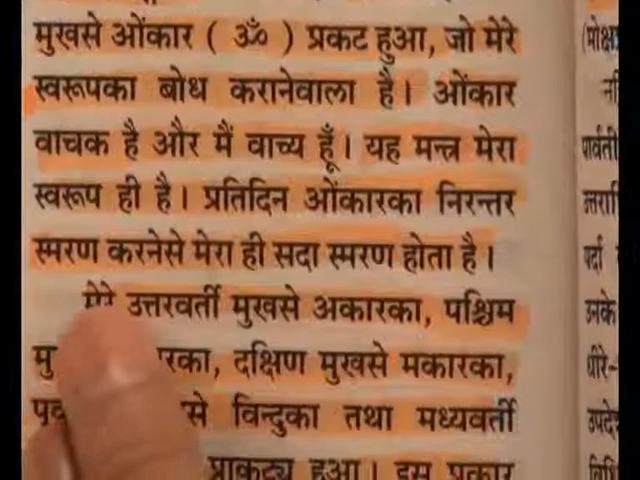 मुखसे ओंकार ( ॐ ) प्रकट हुआ, जो मेरे
स्वरूपका बोध करानेवाला है। ओंकार
वाचक है और मैं वाच्य हूँ। यह मन्त्र मेरा
स्वरूप ही है। प्रतिदिन ओंकारका निरन्तर
स्मरण करनेसे मेरा ही सदा स्मरण होता है।
मेरे उत्तरवर्ती मुखसे अकारका, पश्चिम
दक्षिण मुखसे मकारका,
से विन्दुका तथा मध्यवर्ती
प्राकट्य हुआ। इस प्रकार